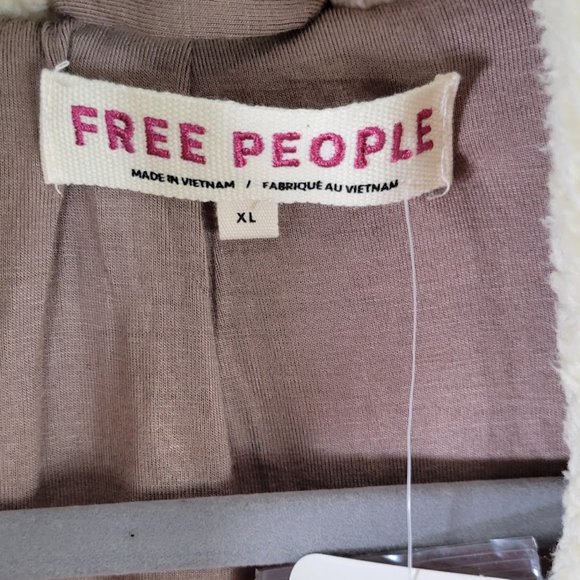 FREE PEOPLE
MADE IN VIETNAM / FABRIQUÉ AU VIETNAM
XL